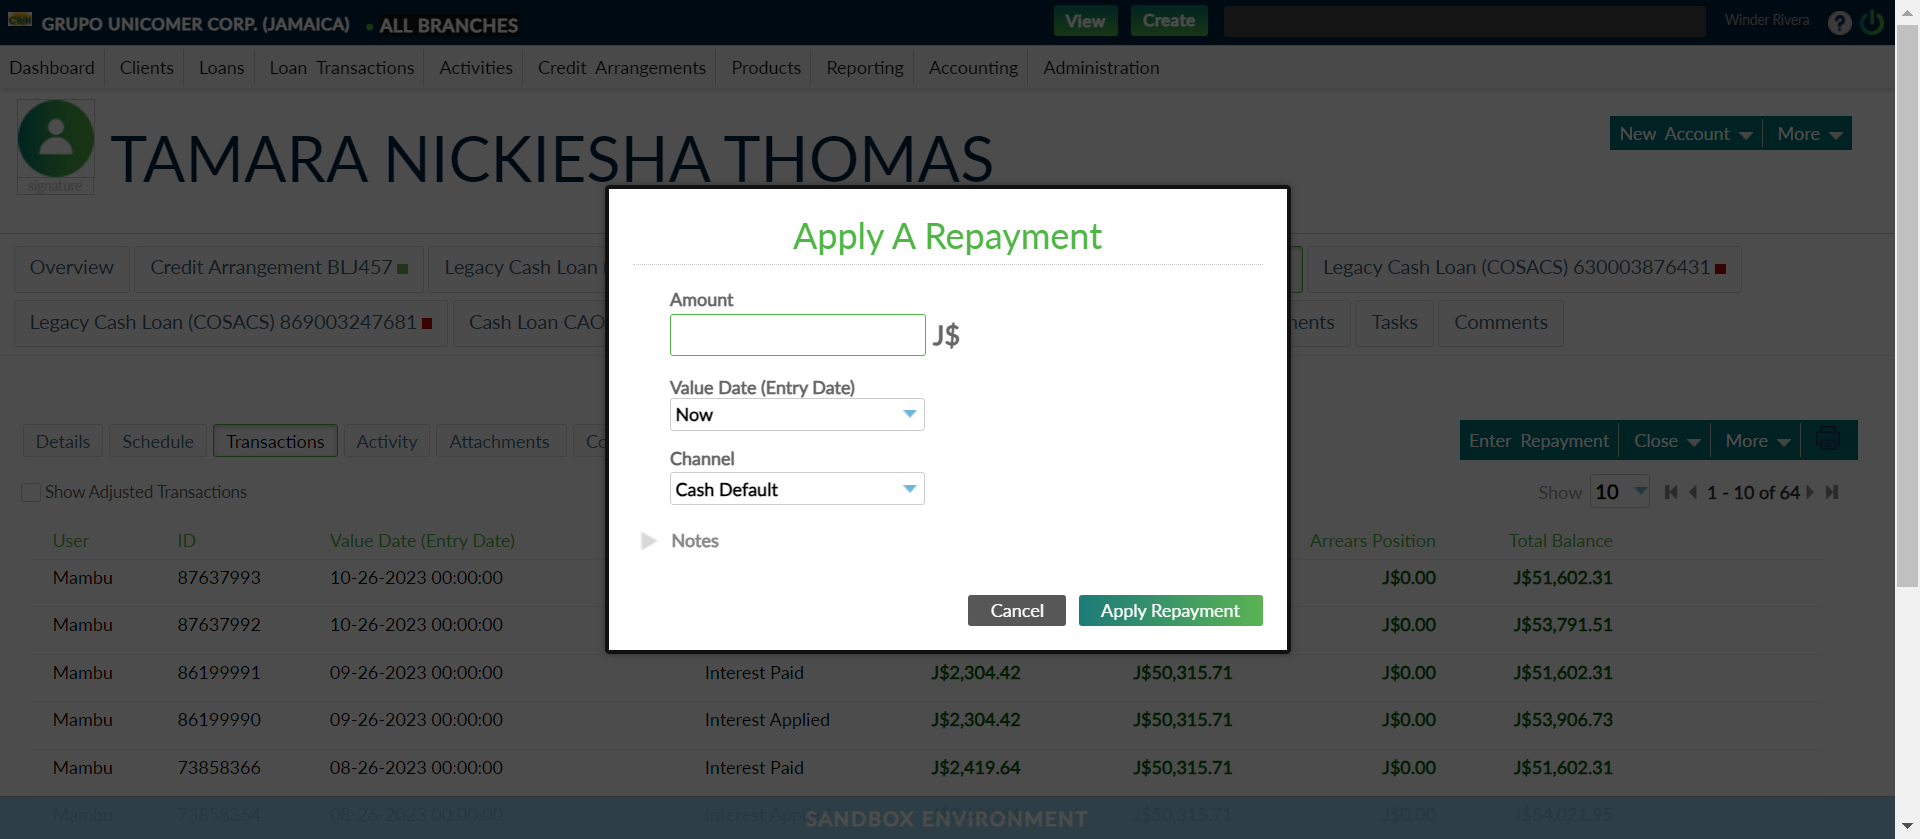 GRUPO UNICOMER CORP. (JAMAICA) • ALL BRANCHES View Create Winder Rivera ?
Dashboard Clients Loans Loan Transactions Activities Credit Arrangements Products Reporting Accounting Administration
TAMARA NICKIESHA THOMAS
signature
New Account More
Apply A Repayment
Overview Credit Arrangement BLJ457 Legacy Cash Loan Legacy Cash Loan (COSACS) 630003876431
Legacy Cash Loan (COSACS) 869003247681 Cash Loan CAO nents Tasks Comments
Amount
J$
Value Date (Entry Date)
Now
Channel
Cash Default
Notes
Cancel Apply Repayment
Details Schedule Transactions Activity Attachments Co Enter Repayment Close More
Show Adjusted Transactions Show 10 1 - 10 of 64
User ID Value Date (Entry Date) Arrears Position Total Balance
Mambu 87637993 10-26-2023 00:00:00 J$0.00 J$51,602.31
Mambu 87637992 10-26-2023 00:00:00 J$0.00 J$53,791.51
Mambu 86199991 09-26-2023 00:00:00 Interest Paid J$2,304.42 J$50,315.71 J$0.00 J$51,602.31
Mambu 86199990 09-26-2023 00:00:00 Interest Applied J$2,304.42 J$50,315.71 J$0.00 J$53,906.73
Mambu 73858366 08-26-2023 00:00:00 Interest Paid J$2,419.64 J$50,315.71 J$0.00 J$51,602.31
Mambu 73858364 08-26-2023 00:00:00 Interest J$50,315.71 J$0.00 J$54,021.95
SANDBOX ENVIRONMENT